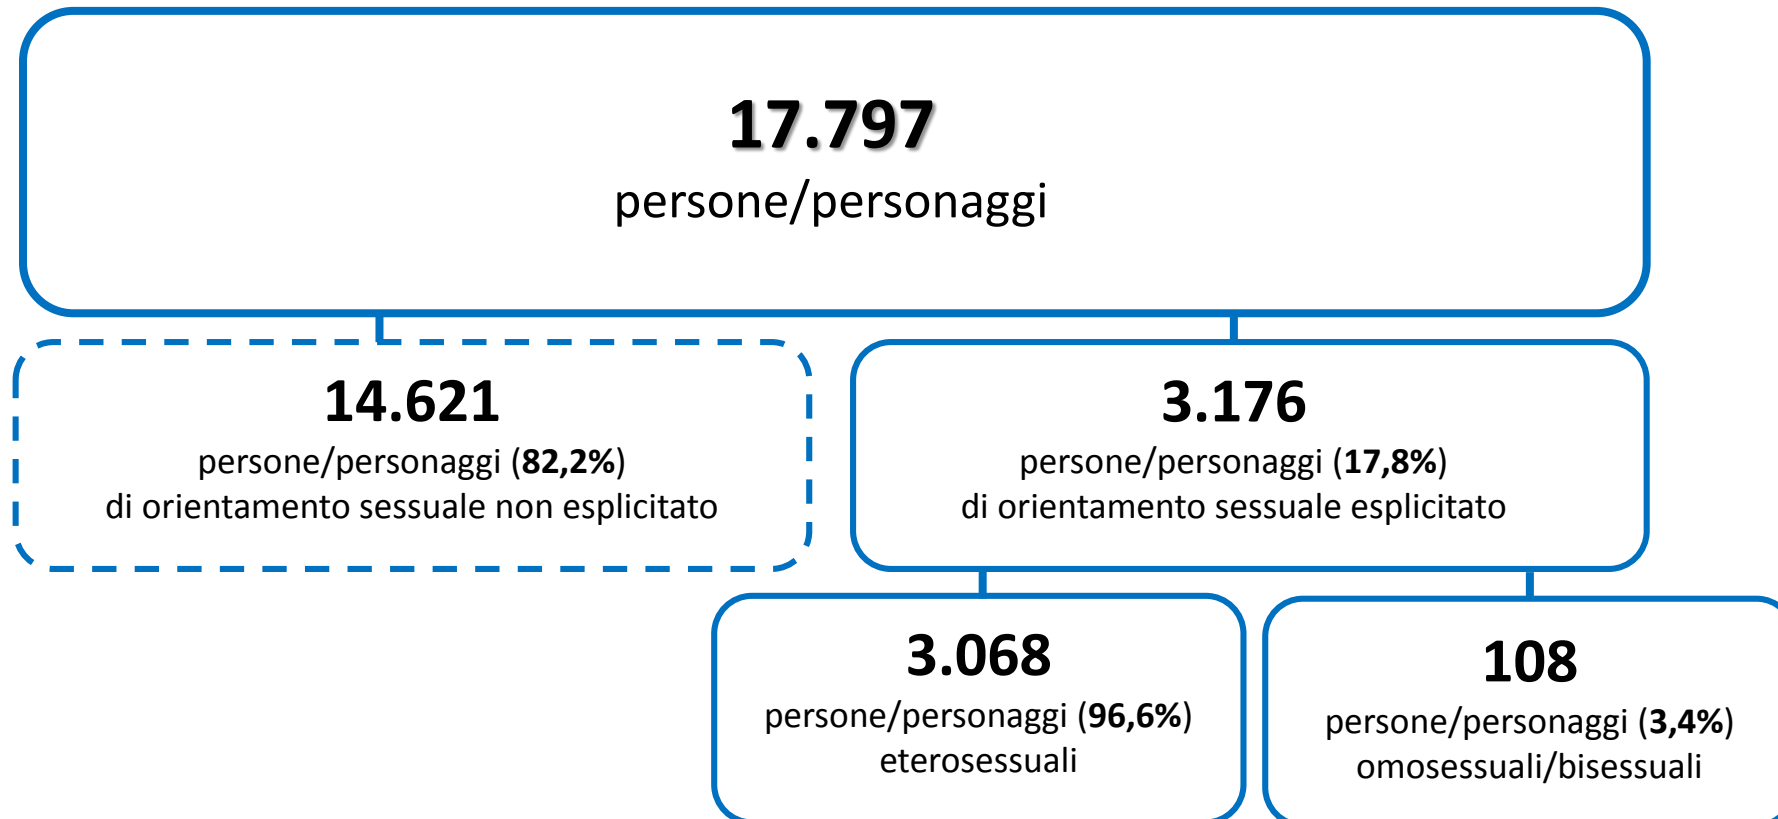 17.797
persone/personaggi
14.621
persone/personaggi (82,2%)
di orientamento sessuale non esplicitato
3.176
persone/personaggi (17,8%)
di orientamento sessuale esplicitato
3.068
persone/personaggi (96,6%)
eterosessuali
108
persone/personaggi (3,4%)
omosessuali/bisessuali